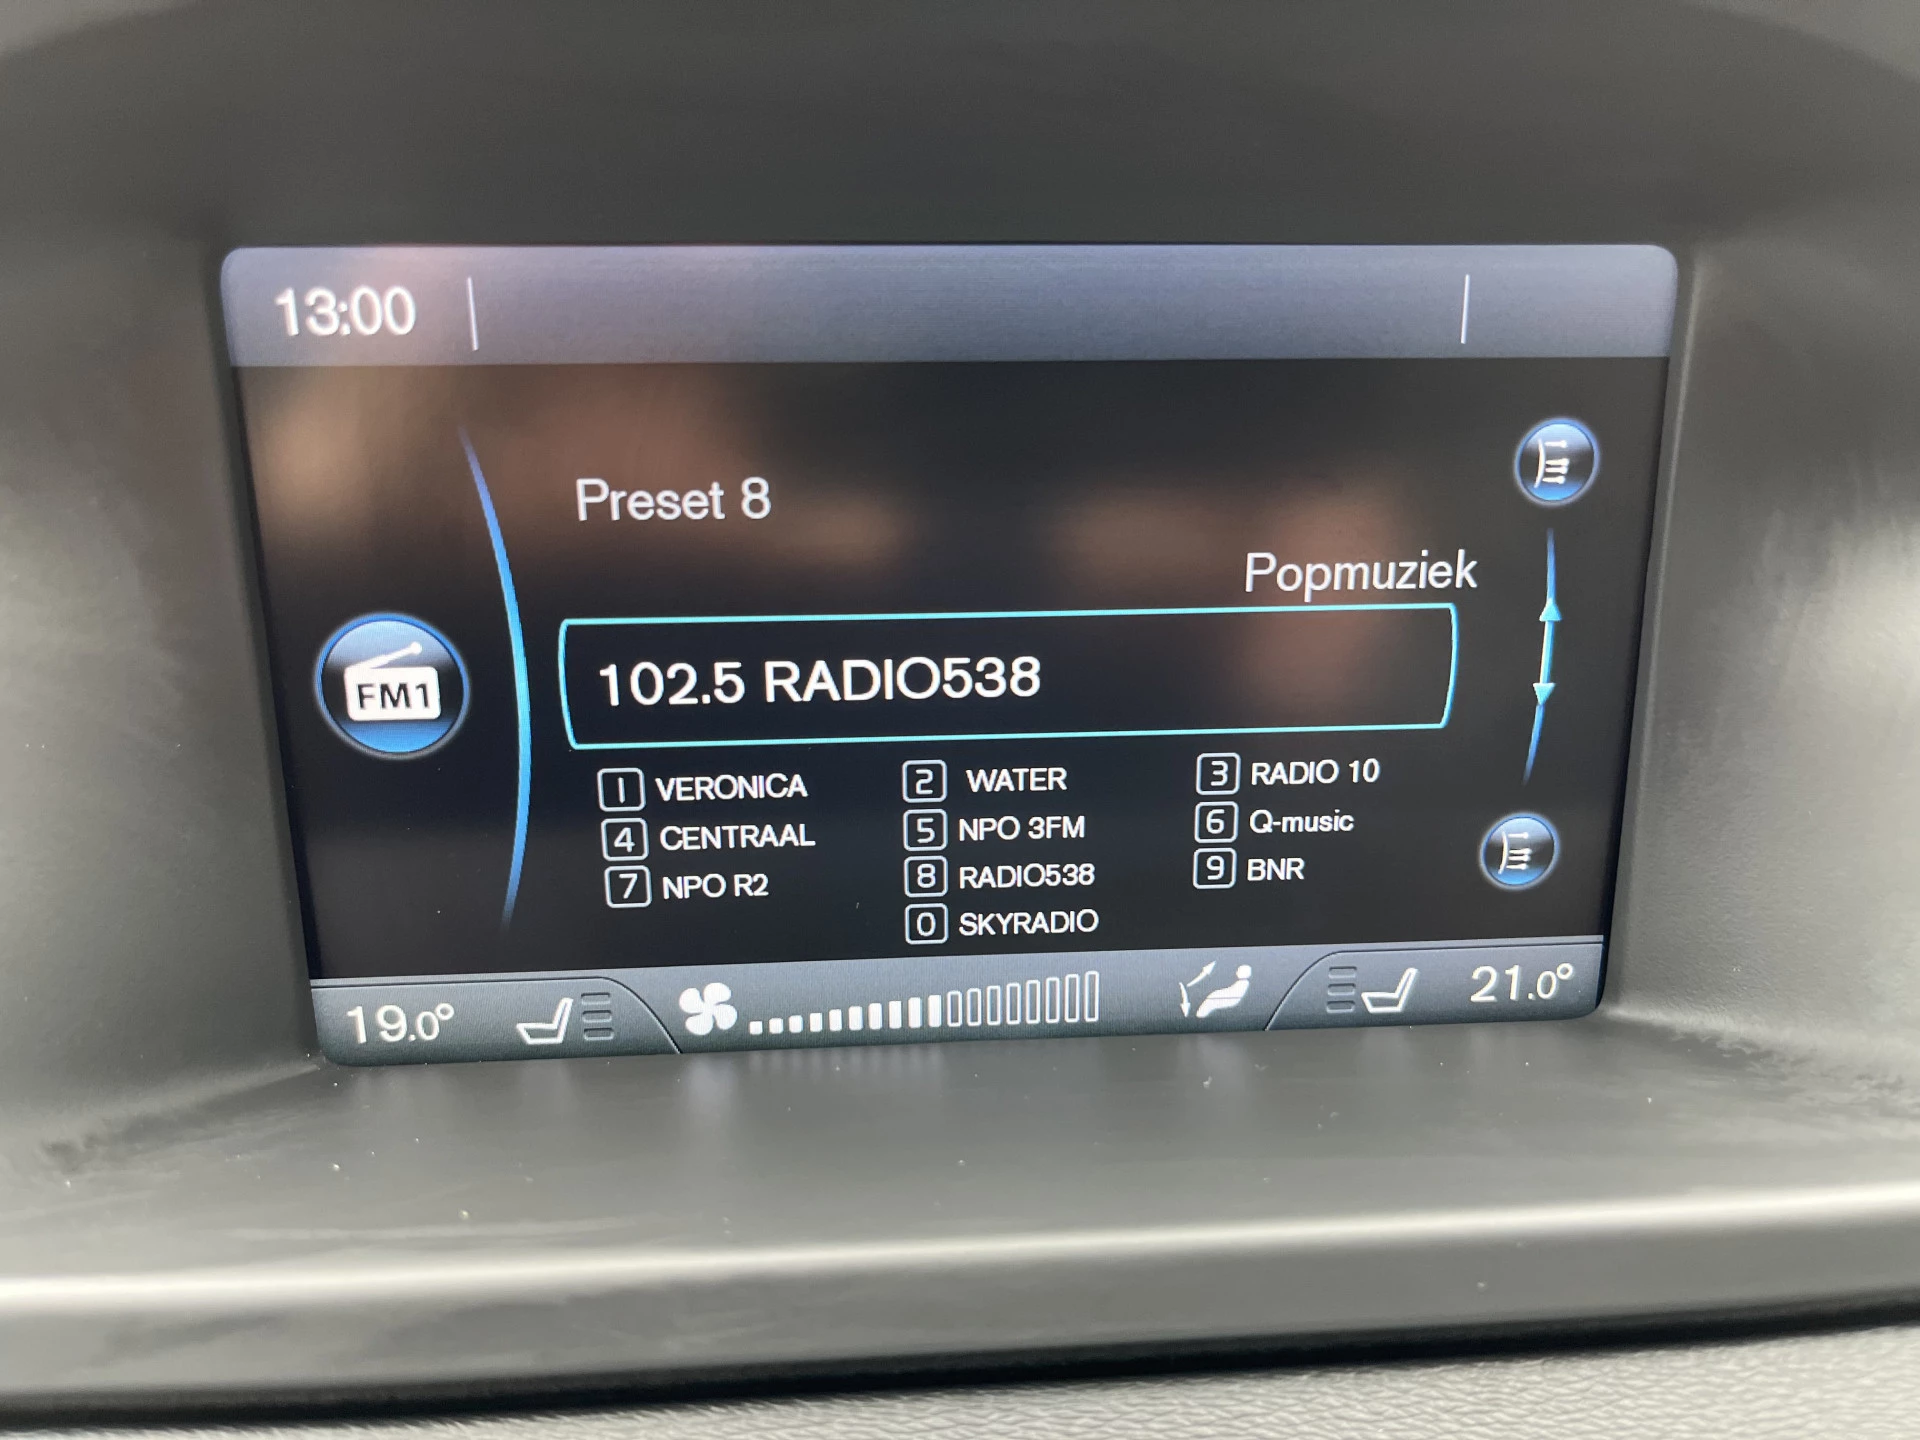 13:00
Preset 8
Popmuziek
FM1
102.5 RADIO538
1 VERONICA 2 WATER 3 RADIO 10
4 CENTRAAL 5 NPO 3FM 6 Q-music
7 NPO R2 8 RADIO538 9 BNR
0 SKYRADIO
19.0° 21.0°